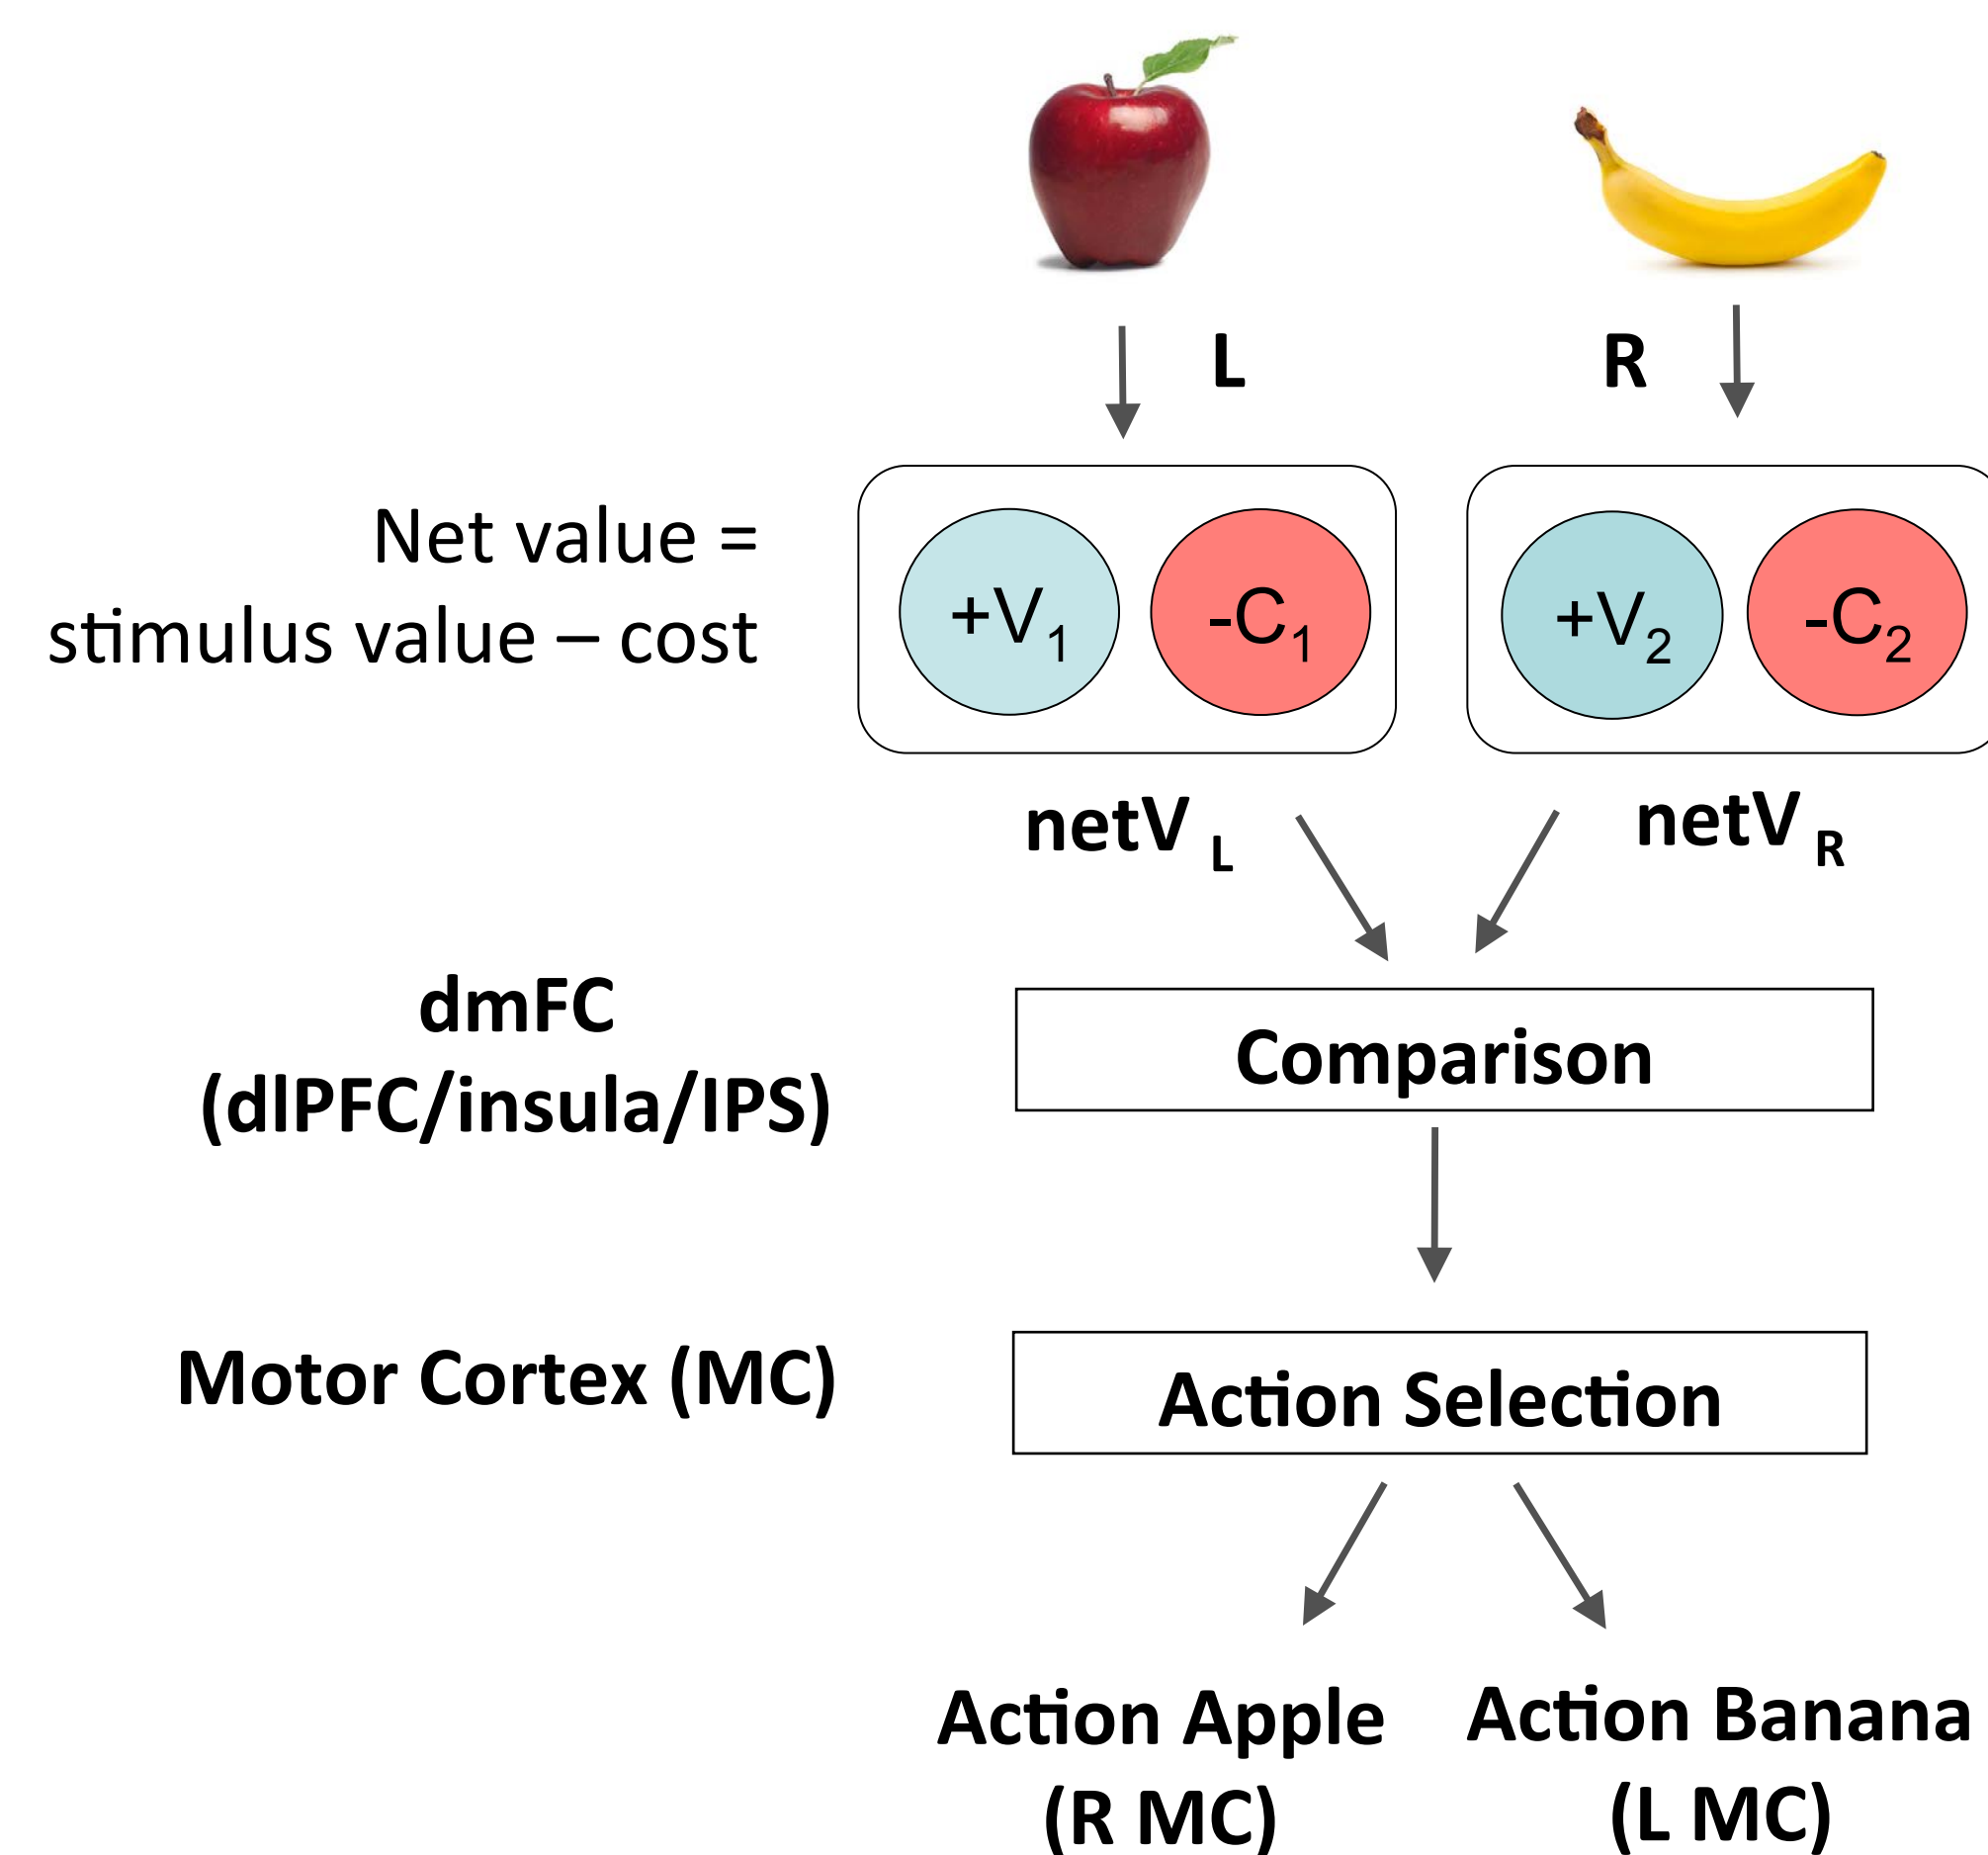 L R
Net value =
stimulus value – cost
+V1 -C1 +V2 -C2
netV L netV R
dmFC
(dlPFC/insula/IPS)
Comparison
Motor Cortex (MC)
Action Selection
Action Apple
(R MC)
Action Banana
(L MC)